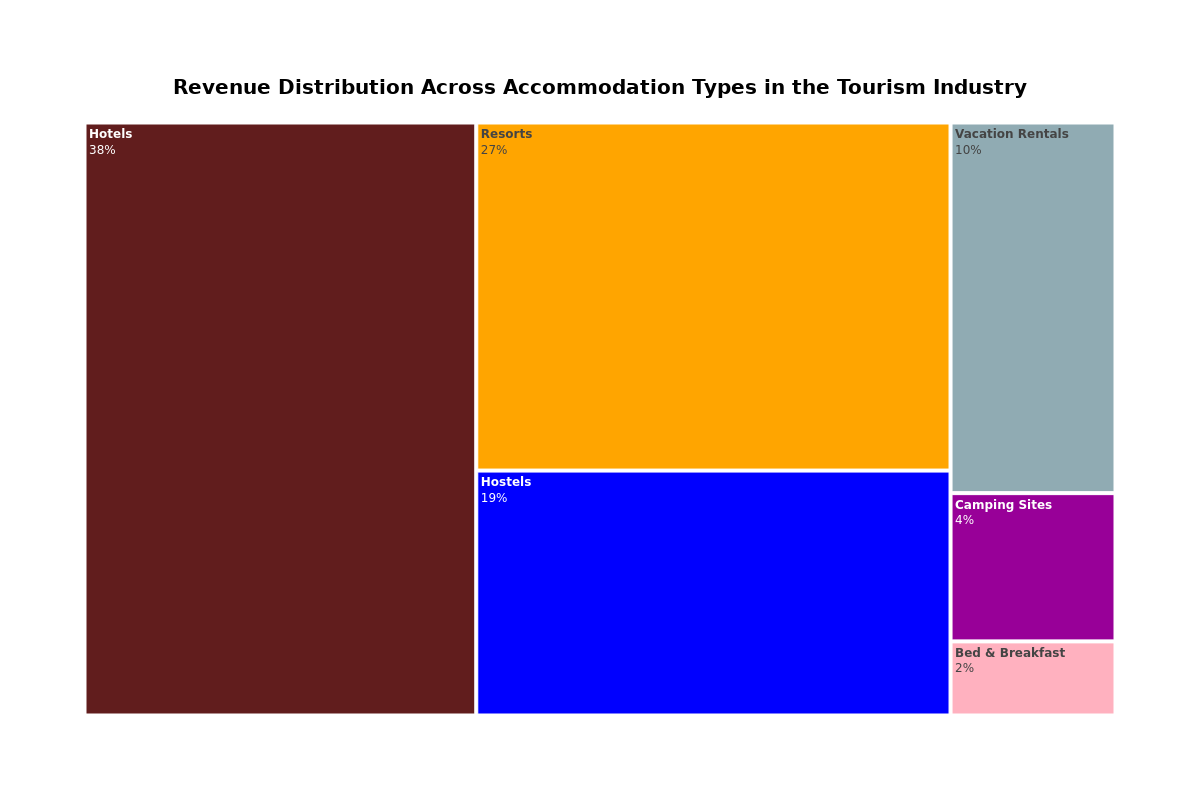 Revenue Distribution Across Accommodation Types in the Tourism Industry
Hotels
38%
Resorts
27%
Hostels
19%
Vacation Rentals
10%
Camping Sites
4%
Bed & Breakfast
2%